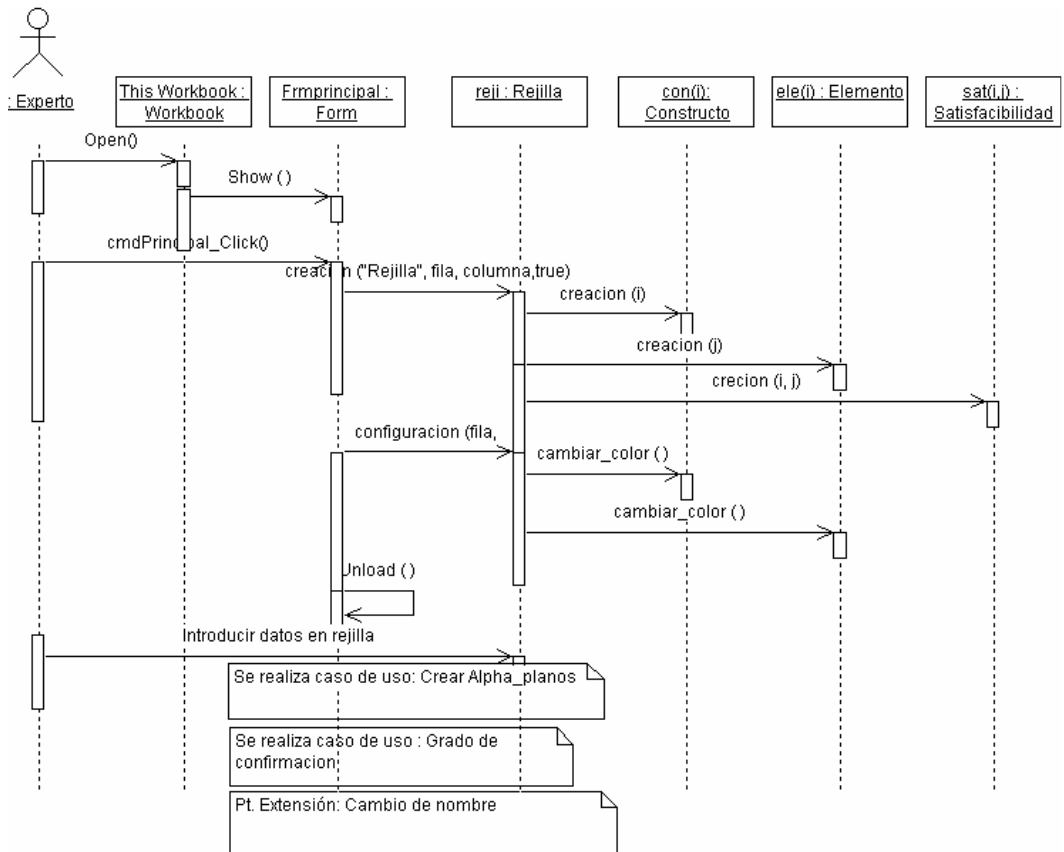 : Experto
This Workbook :
Workbook
Frmprincipal :
Form
reji : Rejilla
con(i):
Constructo
ele(i) : Elemento
sat(i,j) :
Satisfacibilidad
Open()
Show ( )
cmdPrincipal_Click()
creacion ("Rejilla", fila, columna,true)
creacion (i)
creacion (j)
crecion (i, j)
configuracion (fila,
cambiar_color ( )
cambiar_color ( )
Unload ( )
Introducir datos en rejilla
Se realiza caso de uso: Crear Alpha_planos
Se realiza caso de uso : Grado de
confirmacion
Pt. Extensión: Cambio de nombre